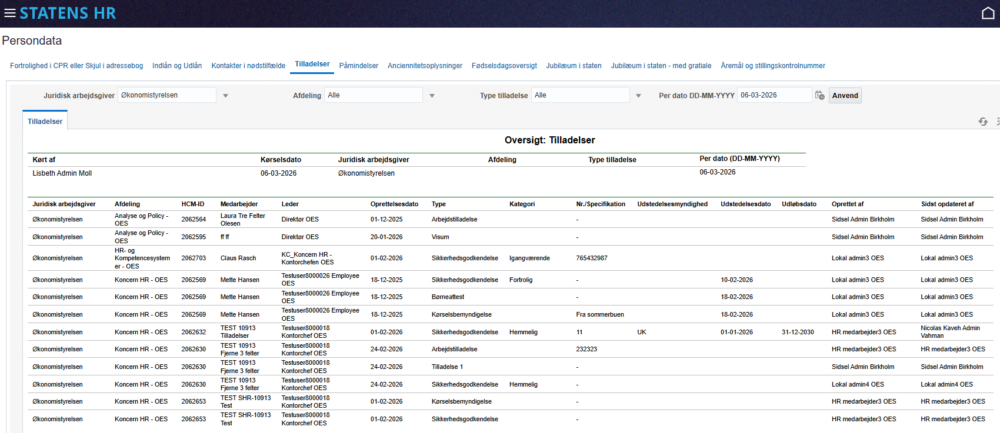 STATENS HR
Persondata
Fortrolighed i CPR eller Skjul i adressebog Indlån og Udlån Kontakter i nødstilfælde Tilladelser Påmindelser Anciennitetsoplysninger Fødselsdagsoversigt Jubilæum i staten Jubilæum i staten - med gratiale Åremål og stillingskontrolnummer
Juridisk arbejdsgiver Økonomistyrelsen Afdeling Alle Type tilladelse Alle Per dato DD-MM-YYYY 06-03-2026 Anvend
Tilladelser
Oversigt: Tilladelser
Kørt af Kørselsdato Juridisk arbejdsgiver Afdeling Type tilladelse Per dato (DD-MM-YYYY)
Lisbeth Admin Moll 06-03-2026 Økonomistyrelsen 06-03-2026
Juridisk arbejdsgiver Afdeling HCM-ID Medarbejder Leder Oprettelsesdato Type Kategori Nr./Specifikation Udstedelsesmyndighed Udstedelsesdato Udløbsdato Oprettet af Sidst opdateret af
Økonomistyrelsen Analyse og Policy - OES 2062564 Laura Tre Felter Olesen Direktør OES 01-12-2025 Arbejdstilladelse - Sidsel Admin Birkholm Sidsel Admin Birkholm
Økonomistyrelsen Analyse og Policy - OES 2062595 ff ff Direktør OES 20-01-2026 Visum - Sidsel Admin Birkholm Sidsel Admin Birkholm
Økonomistyrelsen HR- og Kompetencesystem er - OES 2062703 Claus Rasch KC_Koncern HR - Kontorchefen OES 01-02-2026 Sikkerhedsgodkendelse Igangværende 765432987 Lokal admin3 OES Lokal admin3 OES
Økonomistyrelsen Koncern HR - OES 2062569 Mette Hansen Testuser8000026 Employee OES 18-12-2025 Sikkerhedsgodkendelse Fortrolig - 10-02-2026 Lokal admin3 OES Lokal admin3 OES
Økonomistyrelsen Koncern HR - OES 2062569 Mette Hansen Testuser8000026 Employee OES 18-12-2025 Børneattest - 18-02-2026 Lokal admin3 OES Lokal admin3 OES
Økonomistyrelsen Koncern HR - OES 2062569 Mette Hansen Testuser8000026 Employee OES 18-12-2025 Kørselsbemyndigelse Fra sommerbuen 18-02-2026 Lokal admin3 OES Lokal admin3 OES
Økonomistyrelsen Koncern HR - OES 2062632 TEST 10913 Tilladelser Testuser8000018 Kontorchef OES 01-02-2026 Sikkerhedsgodkendelse Hemmelig 11 UK 01-01-2026 31-12-2030 HR medarbejder3 OES Nicolas Kaveh Admin Vahman
Økonomistyrelsen Koncern HR - OES 2062630 TEST 10913 Fjerne 3 felter Testuser8000018 Kontorchef OES 24-02-2026 Arbejdstilladelse 232323 HR medarbejder3 OES HR medarbejder3 OES
Økonomistyrelsen Koncern HR - OES 2062630 TEST 10913 Fjerne 3 felter Testuser8000018 Kontorchef OES 24-02-2026 Tilladelse 1 - Sidsel Admin Birkholm Sidsel Admin Birkholm
Økonomistyrelsen Koncern HR - OES 2062630 TEST 10913 Fjerne 3 felter Testuser8000018 Kontorchef OES 24-02-2026 Sikkerhedsgodkendelse Hemmelig - Lokal admin4 OES Lokal admin4 OES
Økonomistyrelsen Koncern HR - OES 2062653 TEST SHR-10913 Test Testuser8000018 Kontorchef OES 01-02-2026 Kørselsbemyndigelse - HR medarbejder3 OES HR medarbejder3 OES
Økonomistyrelsen Koncern HR - OES 2062653 TEST SHR-10913 Test Testuser8000018 Kontorchef OES 01-02-2026 Sikkerhedsgodkendelse - HR medarbejder3 OES HR medarbejder3 OES